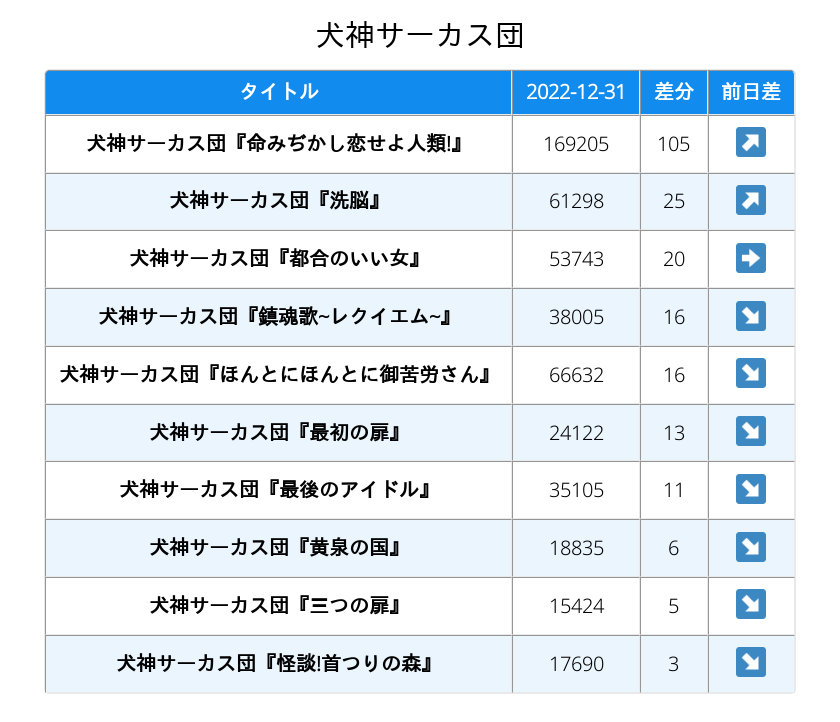 犬神サーカス団
タイトル 2022-12-31 差分 前日差
犬神サーカス団『命みぢかし恋せよ人類!』 169205 105 ↗
犬神サーカス団『洗脳』 61298 25 ↗
犬神サーカス団『都合のいい女』 53743 20 ➡
犬神サーカス団『鎮魂歌~レクイエム~』 38005 16 ↘
犬神サーカス団『ほんとにほんとに御苦労さん』 66632 16 ↘
犬神サーカス団『最初の扉』 24122 13 ↘
犬神サーカス団『最後のアイドル』 35105 11 ↘
犬神サーカス団『黄泉の国』 18835 6 ↘
犬神サーカス団『三つの扉』 15424 5 ↘
犬神サーカス団『怪談!首つりの森』 17690 3 ↘